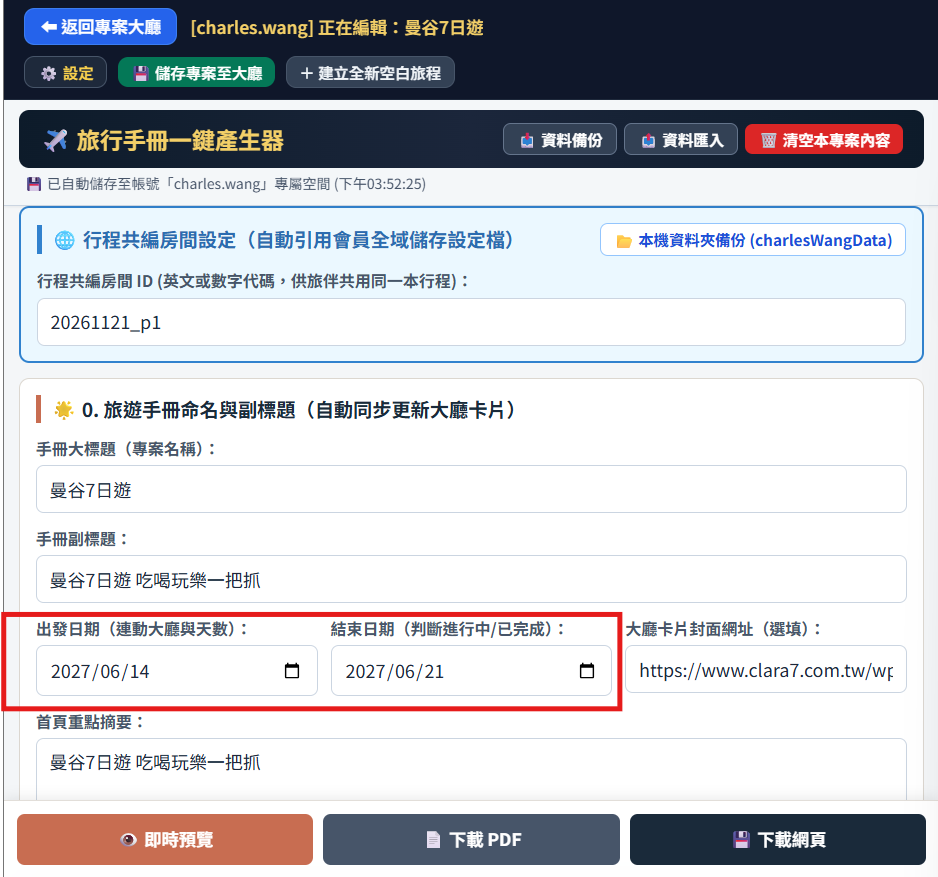 返回專案大廳 [charles.wang] 正在編輯：曼谷7日遊
設定 儲存專案至大廳 ＋ 建立全新空白旅程
旅行手冊一鍵產生器 資料備份 資料匯入 清空本專案內容
已自動儲存至帳號「charles.wang」專屬空間 (下午03:52:25)
行程共編房間設定（自動引用會員全域儲存設定檔） 本機資料夾備份 (charlesWangData)
行程共編房間 ID (英文或數字代碼，供旅伴共用同一本行程)：
20261121_p1
0. 旅遊手冊命名與副標題（自動同步更新大廳卡片）
手冊大標題（專案名稱）：
曼谷7日遊
手冊副標題：
曼谷7日遊 吃喝玩樂一把抓
出發日期（連動大廳與天數）： 結束日期（判斷進行中/已完成）： 大廳卡片封面網址（選填）：
2027/06/14 2027/06/21 https://www.clara7.com.tw/wp
首頁重點摘要：
曼谷7日遊 吃喝玩樂一把抓
即時預覽 下載 PDF 下載網頁